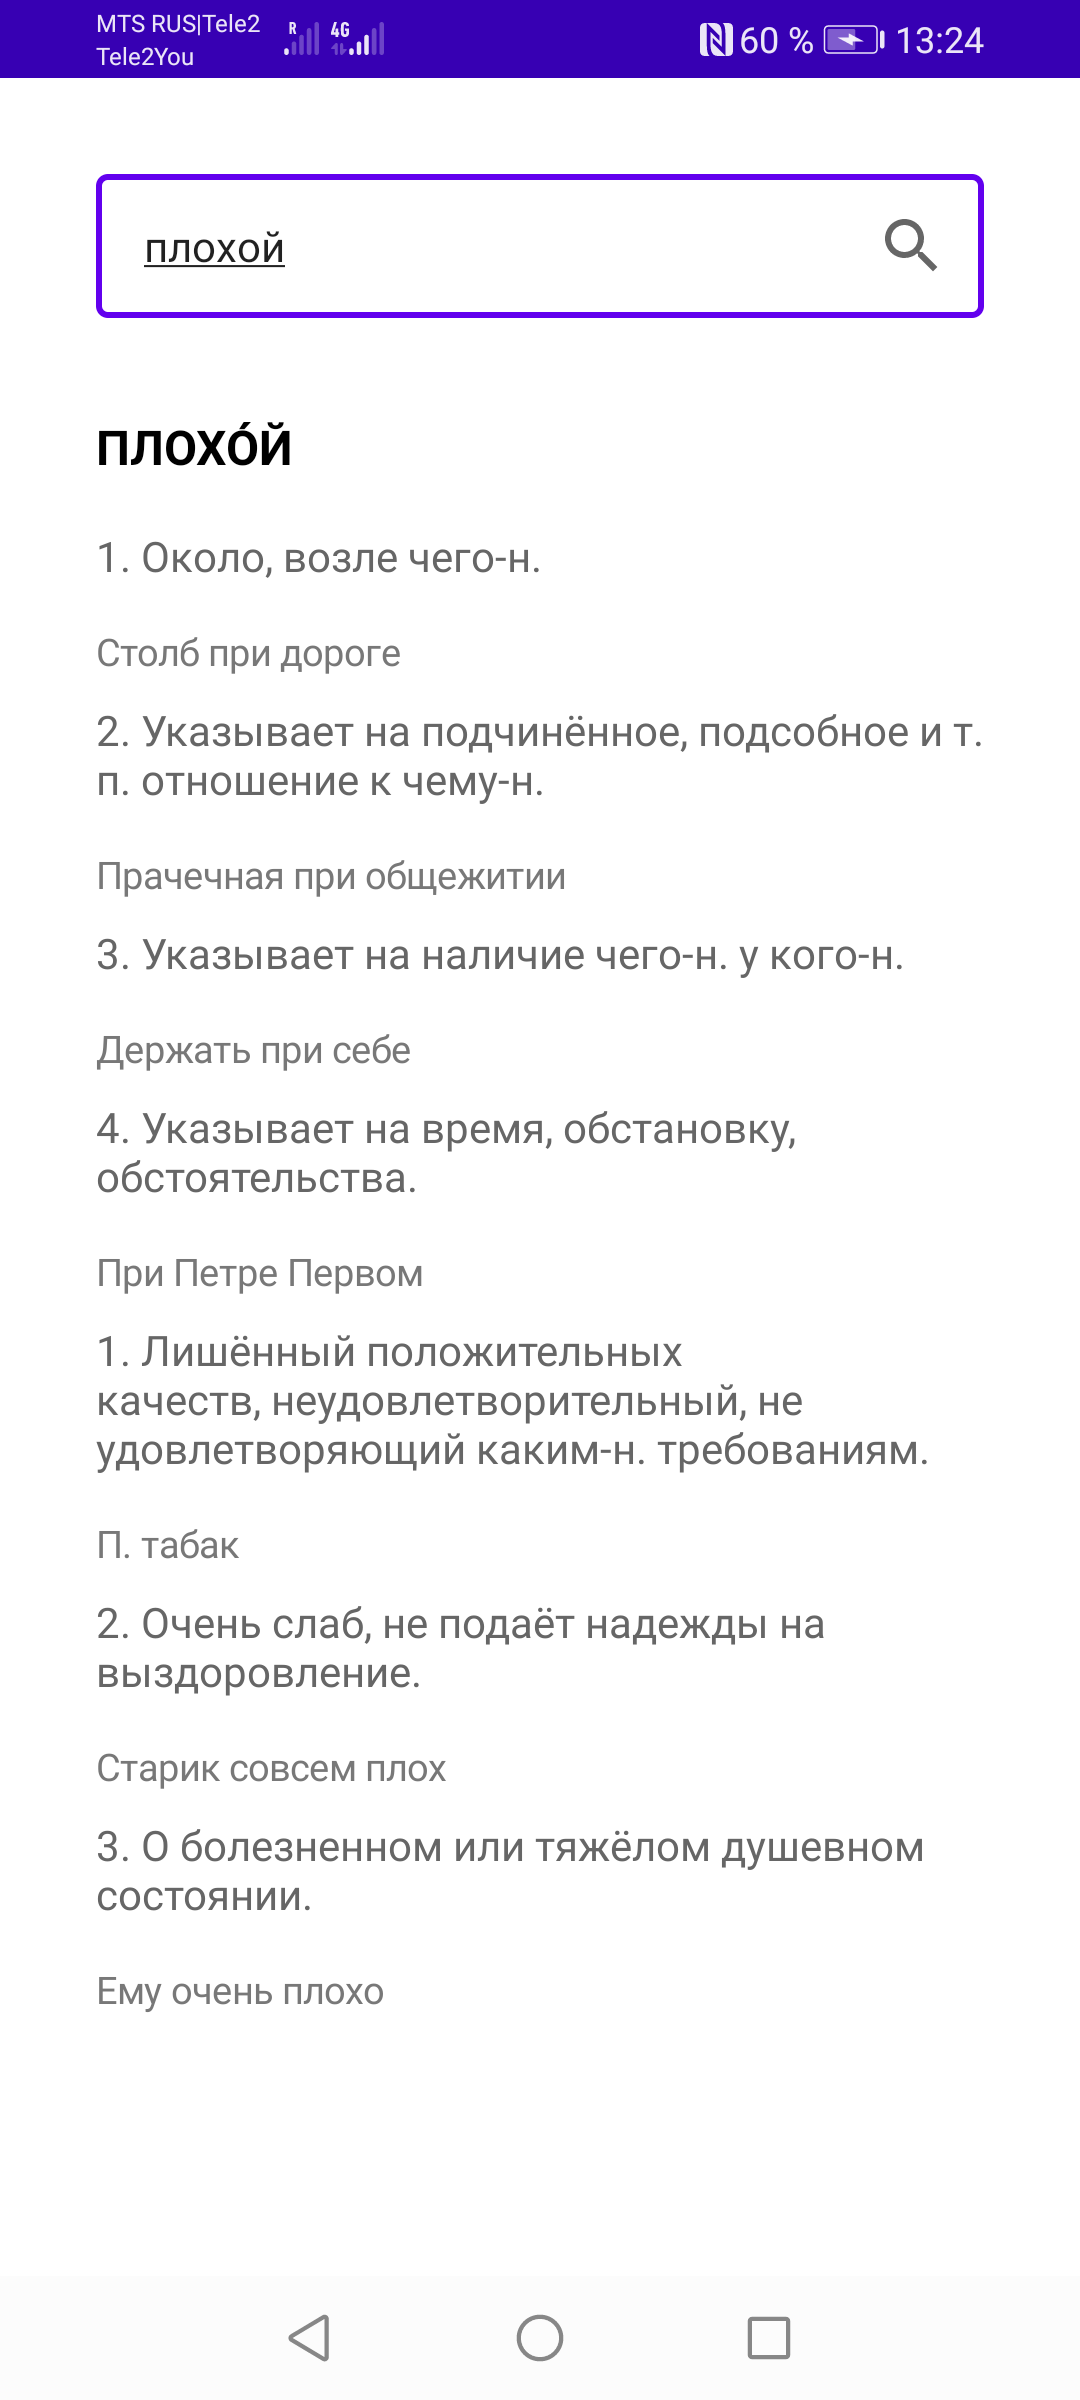 MTS RUS|Tele2
Tele2You
R
4G
60 %
13:24
плохой
плохо́й
1. Около, возле чего-н.
Столб при дороге
2. Указывает на подчинённое, подсобное и т.
п. отношение к чему-н.
Прачечная при общежитии
3. Указывает на наличие чего-н. у кого-н.
Держать при себе
4. Указывает на время, обстановку,
обстоятельства.
При Петре Первом
1. Лишённый положительных
качеств, неудовлетворительный, не
удовлетворяющий каким-н. требованиям.
П. табак
2. Очень слаб, не подаёт надежды на
выздоровление.
Старик совсем плох
3. О болезненном или тяжёлом душевном
состоянии.
Ему очень плохо